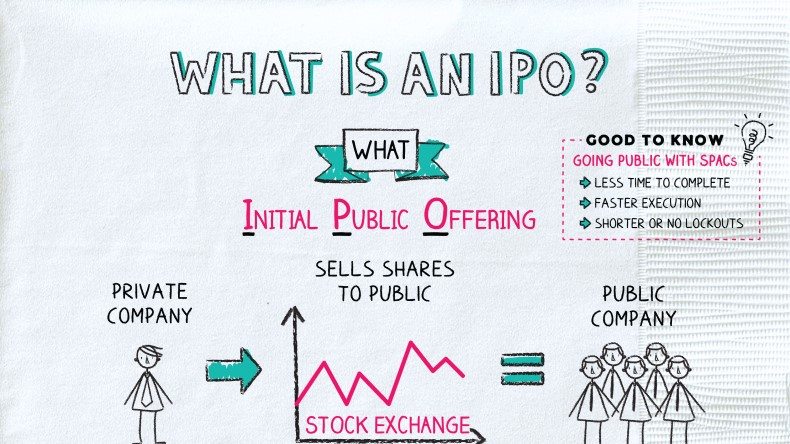 WHAT IS AN IPO?
WHAT
INITIAL PUBLIC OFFERING
GOOD TO KNOW
GOING PUBLIC WITH SPACs
LESS TIME TO COMPLETE
FASTER EXECUTION
SHORTER OR NO LOCKOUTS
PRIVATE
COMPANY
SELLS SHARES
TO PUBLIC
STOCK EXCHANGE
PUBLIC
COMPANY